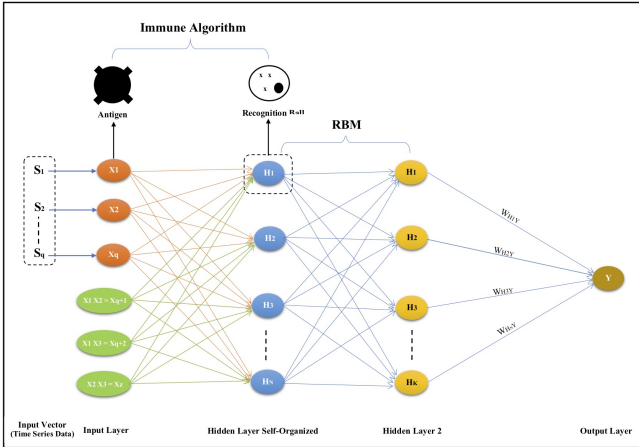 Immune Algorithm
x x
x
Antigen
Recognition Ball
RBM
S1
X1
H1
H1
S2
X2
H2
H2
Sq
Xq
WH1Y
WH2Y
WH3Y
WHnY
Y
X1 X2 = Xq+1
H3
H3
X1 X3 = Xq+2
X2 X3 = Xz
HN
HK
Input Vector
(Time Series Data)
Input Layer
Hidden Layer Self-Organized
Hidden Layer 2
Output Layer